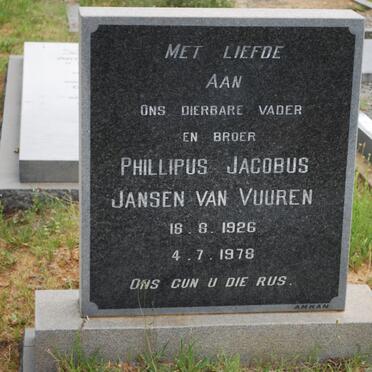 MET LIEFDE
AAN
ONS DIERBARE VADER
EN BROER
PHILLIPUS JACOBUS
JANSEN VAN VUUREN
18.8.1926
4.7.1978
ONS GUN U DIE RUS.